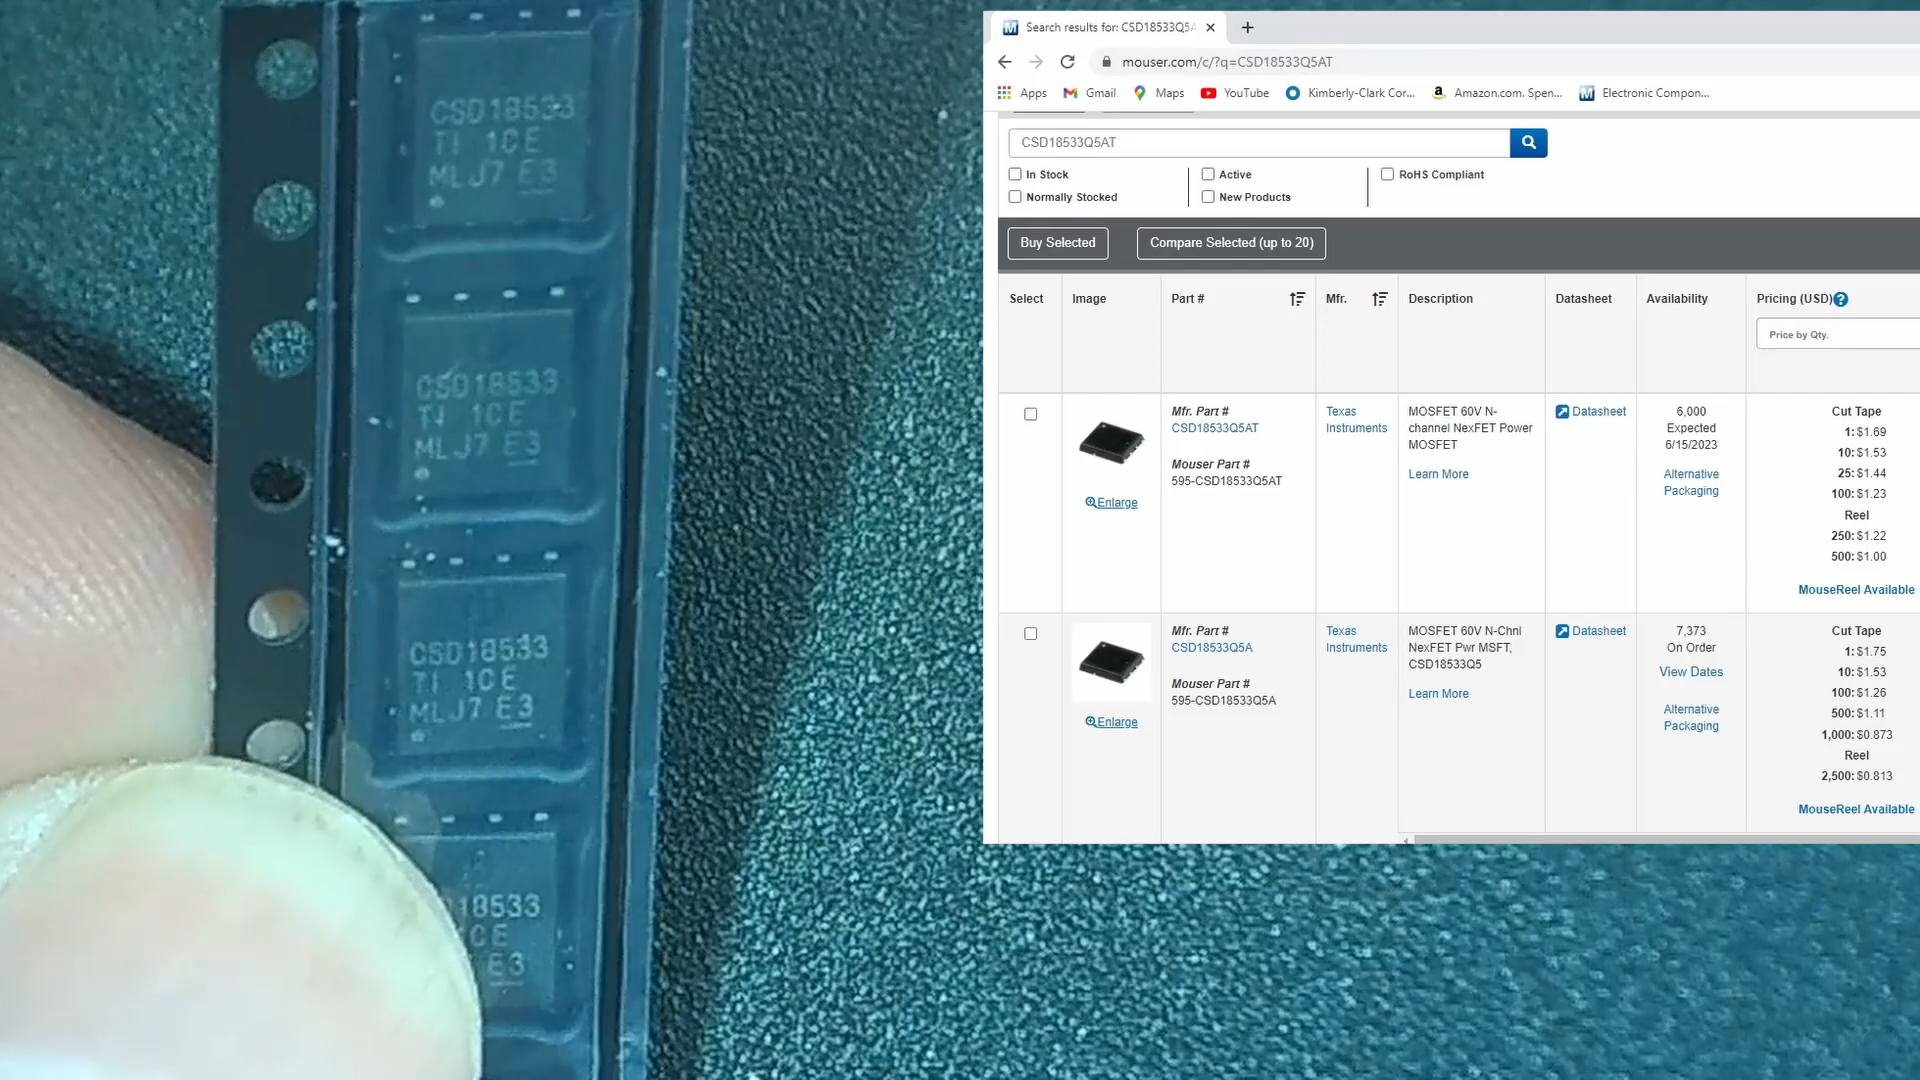 CSD18533
TI 1CE
MLJ7 E3
CSD18533
TI 1CE
MLJ7 E3
CSD18533
TI 1CE
MLJ7 E3
18533
CE
E3
Search results for: CSD18533Q5A
mouser.com/c/?q=CSD18533Q5AT
Apps Gmail Maps YouTube Kimberly-Clark Cor... Amazon.com. Spen... Electronic Compon...
CSD18533Q5AT
In Stock Active RoHS Compliant
Normally Stocked New Products
Buy Selected Compare Selected (up to 20)
Select Image Part # Mfr. Description Datasheet Availability Pricing (USD)
Price by Qty.
Enlarge
Mfr. Part #
CSD18533Q5AT
Mouser Part #
595-CSD18533Q5AT
Texas
Instruments
MOSFET 60V N-
channel NexFET Power
MOSFET
Learn More
Datasheet
6,000
Expected
6/15/2023
Alternative
Packaging
Cut Tape
1: $1.69
10: $1.53
25: $1.44
100: $1.23
Reel
250: $1.22
500: $1.00
MouseReel Available
Enlarge
Mfr. Part #
CSD18533Q5A
Mouser Part #
595-CSD18533Q5A
Texas
Instruments
MOSFET 60V N-Chnl
NexFET Pwr MSFT,
CSD18533Q5
Learn More
Datasheet
7,373
On Order
View Dates
Alternative
Packaging
Cut Tape
1: $1.75
10: $1.53
100: $1.26
500: $1.11
1,000: $0.873
Reel
2,500: $0.813
MouseReel Available